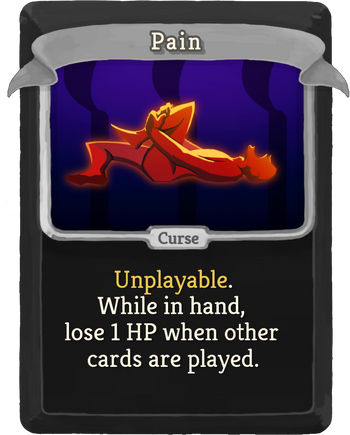 Pain
Curse
Unplayable.
While in hand,
lose 1 HP when other
cards are played.